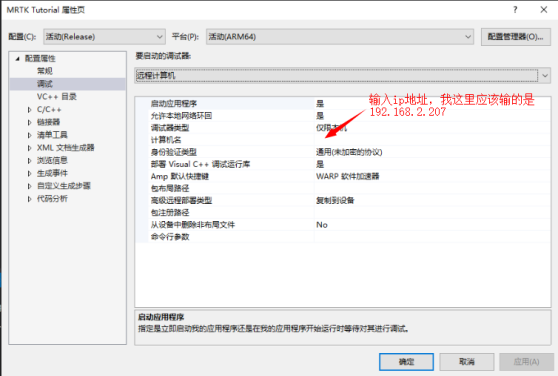 MRTK Tutorial 属性页
配置(C): 活动(Release) 平台(P): 活动(ARM64) 配置管理器(O)...
配置属性
常规
调试
VC++ 目录
C/C++
链接器
清单工具
XML 文档生成器
浏览信息
生成事件
自定义生成步骤
代码分析
要启动的调试器:
远程计算机
输入ip地址，我这里应该输的是
192.168.2.207
启动应用程序 是
允许本地网络环回 是
调试器类型 仅限本机
计算机名
身份验证类型 通用(未加密的协议)
部署 Visual C++ 调试运行库 是
Amp 默认快捷键 WARP 软件加速器
包布局路径
高级远程部署类型 复制到设备
包注册路径
从设备中删除非布局文件 No
命令行参数
启动应用程序
指定是立即启动我的应用程序还是在我的应用程序开始运行时等待对其进行调试。
确定 取消 应用(A)